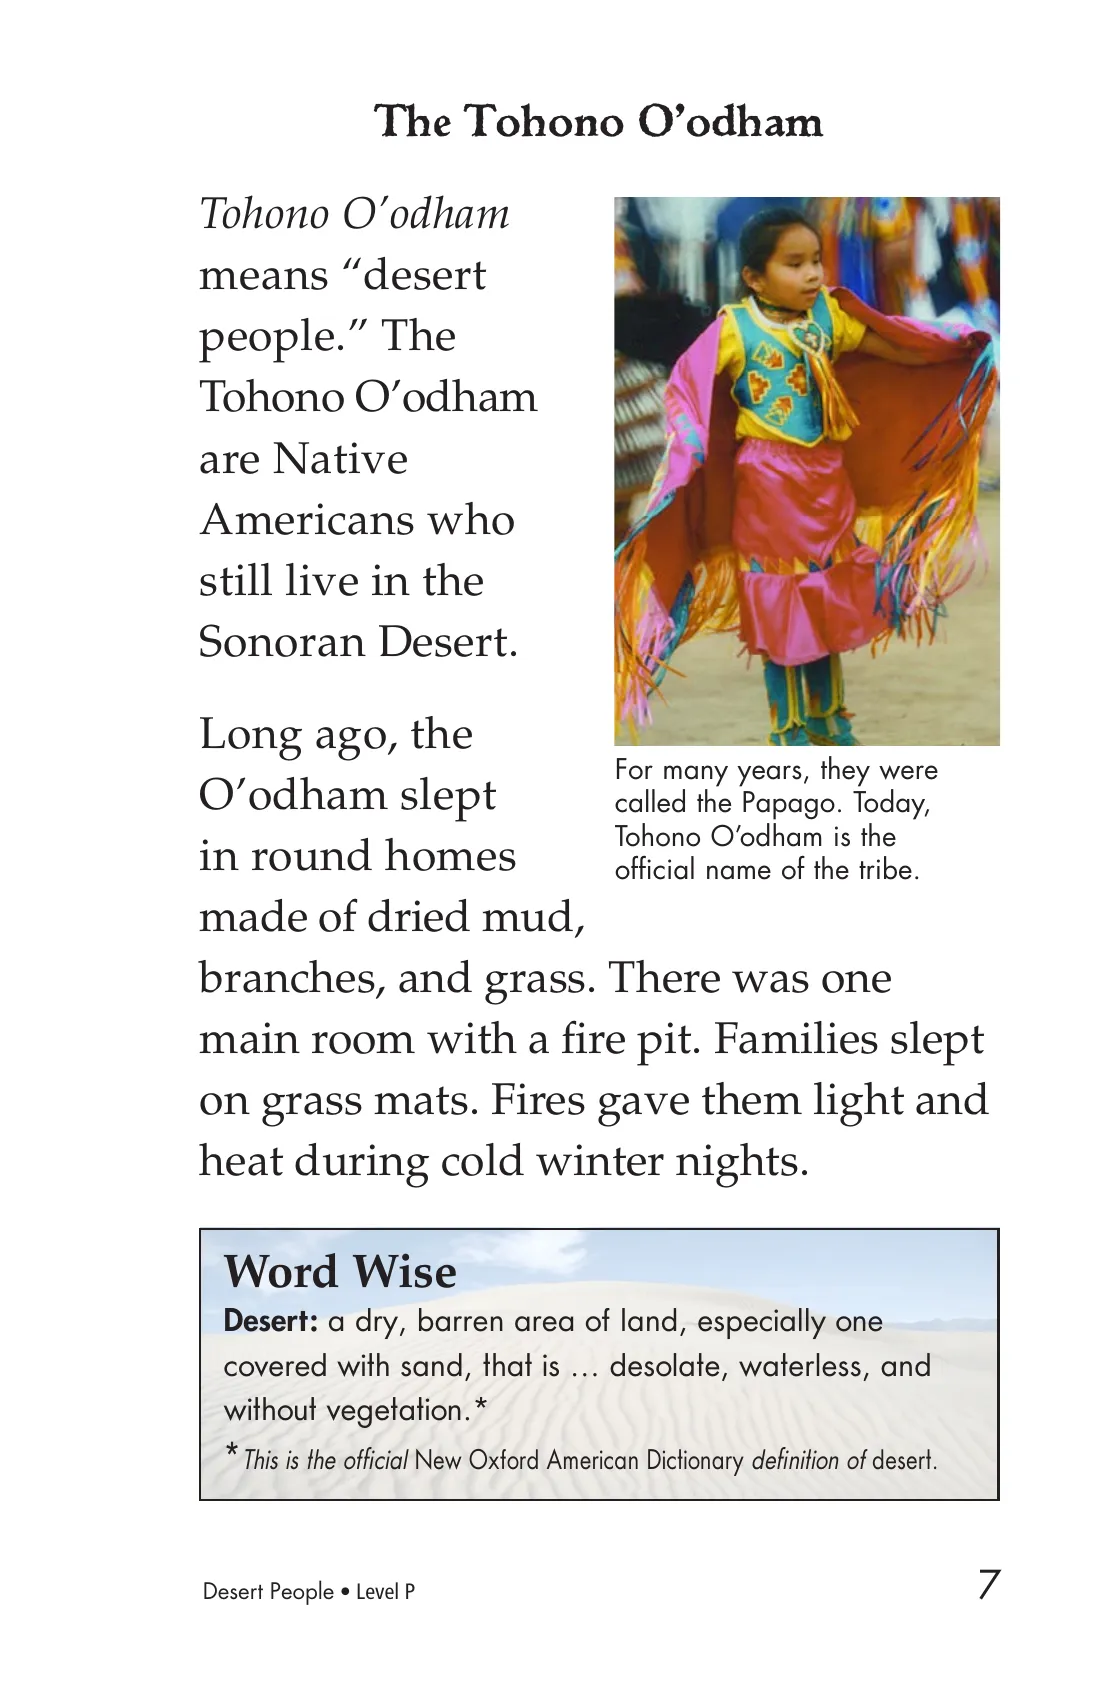 The Tohono O’odham
Tohono O’odham
means “desert
people.” The
Tohono O’odham
are Native
Americans who
still live in the
Sonoran Desert.
Long ago, the
O’odham slept
in round homes
made of dried mud,
branches, and grass. There was one
main room with a fire pit. Families slept
on grass mats. Fires gave them light and
heat during cold winter nights.
For many years, they were
called the Papago. Today,
Tohono O’odham is the
official name of the tribe.
Word Wise
Desert: a dry, barren area of land, especially one
covered with sand, that is … desolate, waterless, and
without vegetation.*
*This is the official New Oxford American Dictionary definition of desert.
Desert People • Level P
7